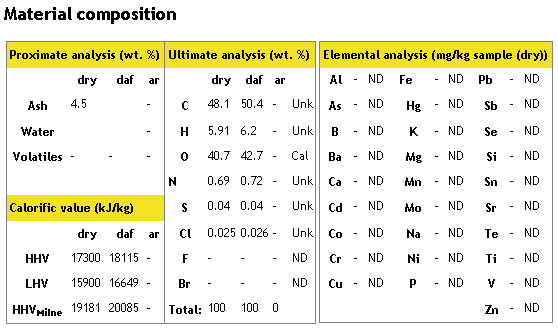 Material composition
Proximate analysis (wt. %) Ultimate analysis (wt. %) Elemental analysis (mg/kg sample (dry))
dry daf ar dry daf ar Al - ND Fe - ND Pb - ND
Ash 4.5 - C 48.1 50.4 - Unk As - ND Hg - ND Sb - ND
Water - H 5.91 6.2 - Unk B - ND K - ND Se - ND
Volatiles - - - O 40.7 42.7 - Cal Ba - ND Mg - ND Si - ND
N 0.69 0.72 - Unk Ca - ND Mn - ND Sn - ND
Calorific value (kJ/kg) S 0.04 0.04 - Unk Cd - ND Mo - ND Sr - ND
dry daf ar Cl 0.025 0.026 - Unk Co - ND Na - ND Te - ND
HHV 17300 18115 - F - - ND Cr - ND Ni - ND Ti - ND
LHV 15900 16649 - Br - - ND Cu - ND P - ND V - ND
HHVMilne 19181 20085 - Total: 100 100 0 Zn - ND